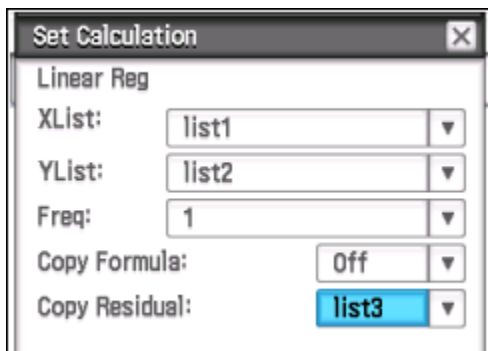 Set Calculation
Linear Reg
XList: list1
YList: list2
Freq: 1
Copy Formula: Off
Copy Residual: list3